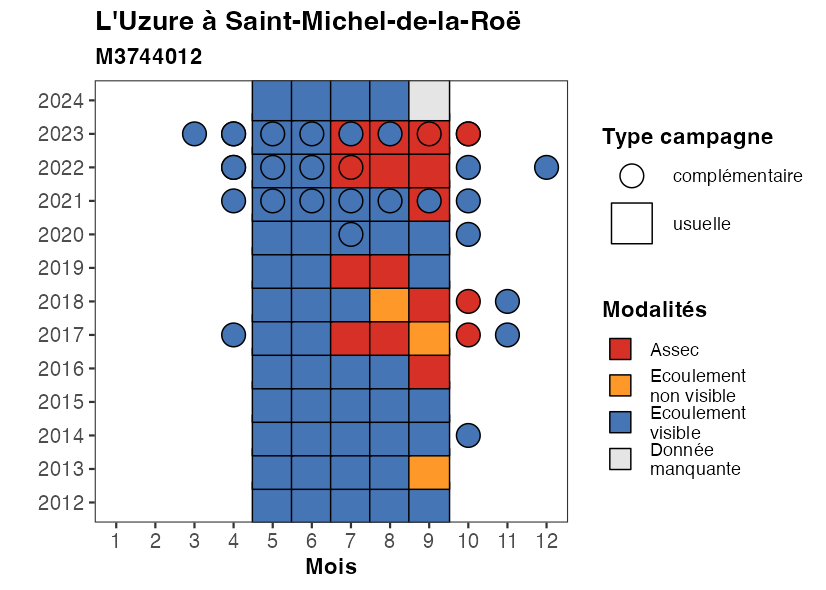 L'Uzure à Saint-Michel-de-la-Roë
M3744012
2024
2023
2022
2021
2020
2019
2018
2017
2016
2015
2014
2013
2012
1 2 3 4 5 6 7 8 9 10 11 12
Mois
Type campagne
complémentaire
usuelle
Modalités
Assec
Ecoulement
non visible
Ecoulement
visible
Donnée
manquante